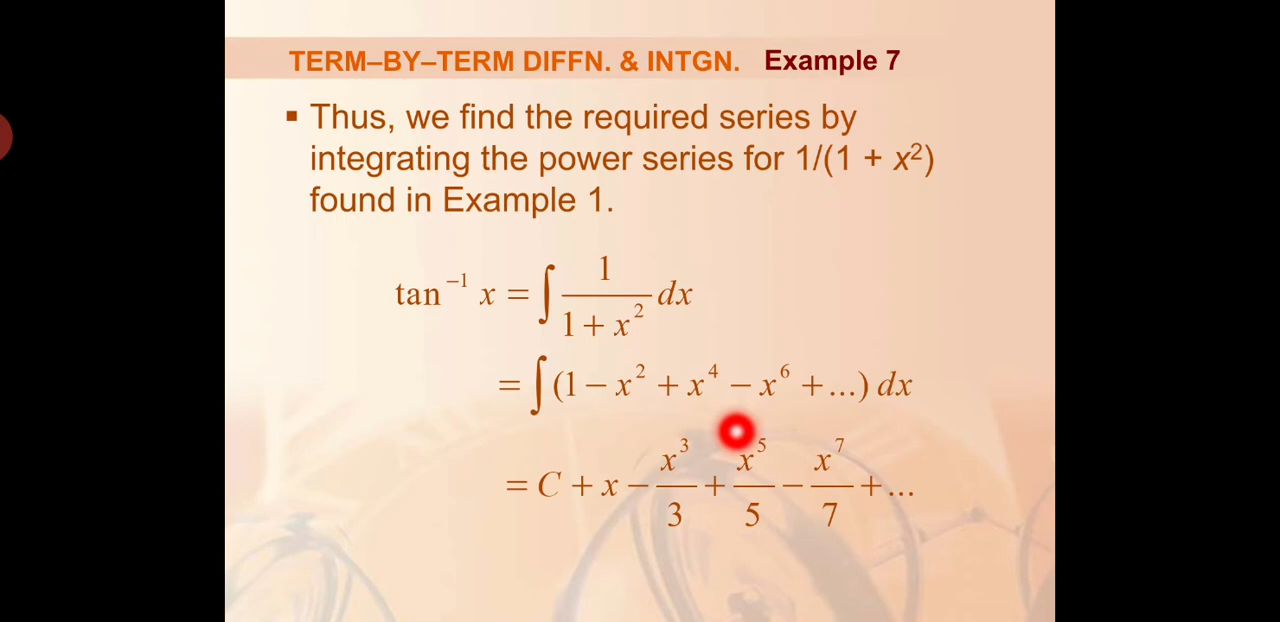 TERM–BY–TERM DIFFN. & INTGN. Example 7
▪ Thus, we find the required series by
integrating the power series for 1/(1 + x²)
found in Example 1.
tan⁻¹ x = ∫ 1/(1 + x²) dx
= ∫ (1 − x² + x⁴ − x⁶ + ...) dx
= C + x − x³/3 + x⁵/5 − x⁷/7 + ...